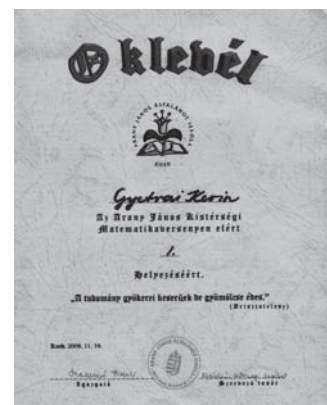 Oklevél
ARANY JÁNOS ÁLTALÁNOS ISKOLA
Gyetvai Kevin
Az Arany János Kistérségi
Matematikaversenyen elért
1.
Helyezéséért.
„A tudomány gyökerei keserűek de gyümölcse édes.”
(Arisztotelesz)
2009. 11. 19.
Igazgató
Szervező tanár